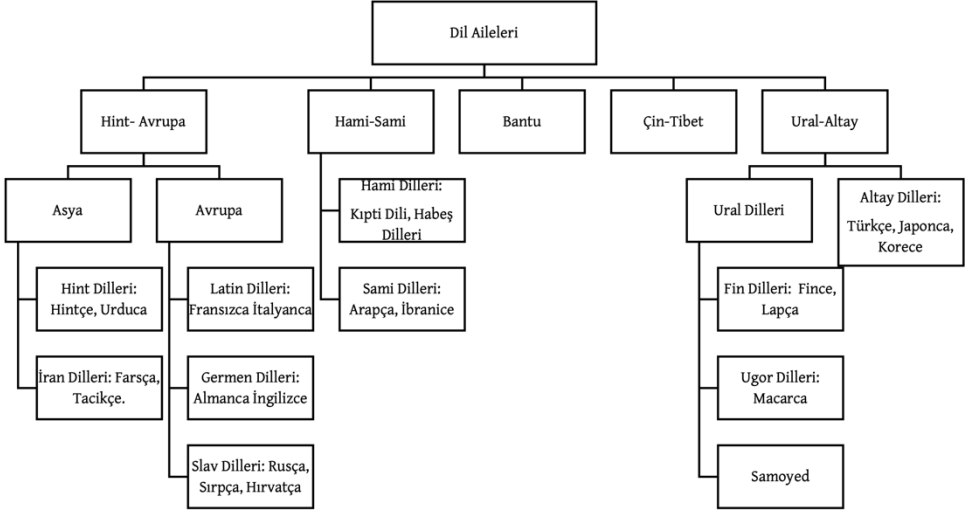 Dil Aileleri
Hint- Avrupa
Hami-Sami
Bantu
Çin-Tibet
Ural-Altay
Asya
Avrupa
Hami Dilleri:
Kıpti Dili, Habeş
Dilleri
Ural Dilleri
Altay Dilleri:
Türkçe, Japonca,
Korece
Hint Dilleri:
Hintçe, Urduca
Latin Dilleri:
Fransızca İtalyanca
Sami Dilleri:
Arapça, İbranice
Fin Dilleri: Fince,
Lapça
İran Dilleri: Farsça,
Tacikçe.
Germen Dilleri:
Almanca İngilizce
Ugor Dilleri:
Macarca
Slav Dilleri: Rusça,
Sırpça, Hırvatça
Samoyed